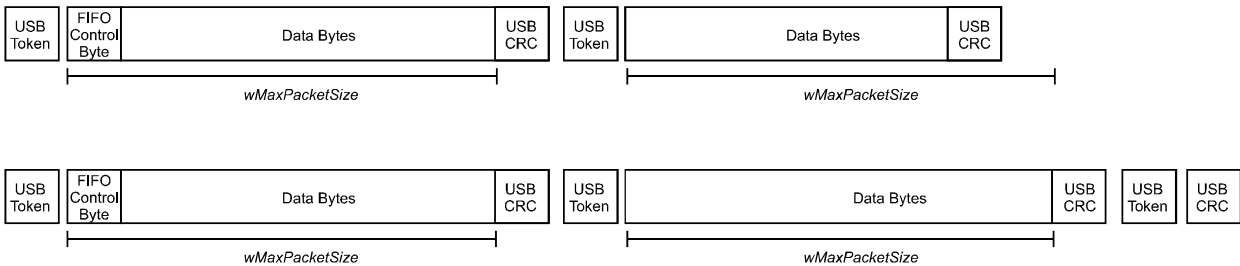 USB
Token
FIFO
Control
Byte
Data Bytes
USB
CRC
USB
Token
Data Bytes
USB
CRC
wMaxPacketSize
wMaxPacketSize
USB
Token
FIFO
Control
Byte
Data Bytes
USB
CRC
USB
Token
Data Bytes
USB
CRC
USB
Token
USB
CRC
wMaxPacketSize
wMaxPacketSize